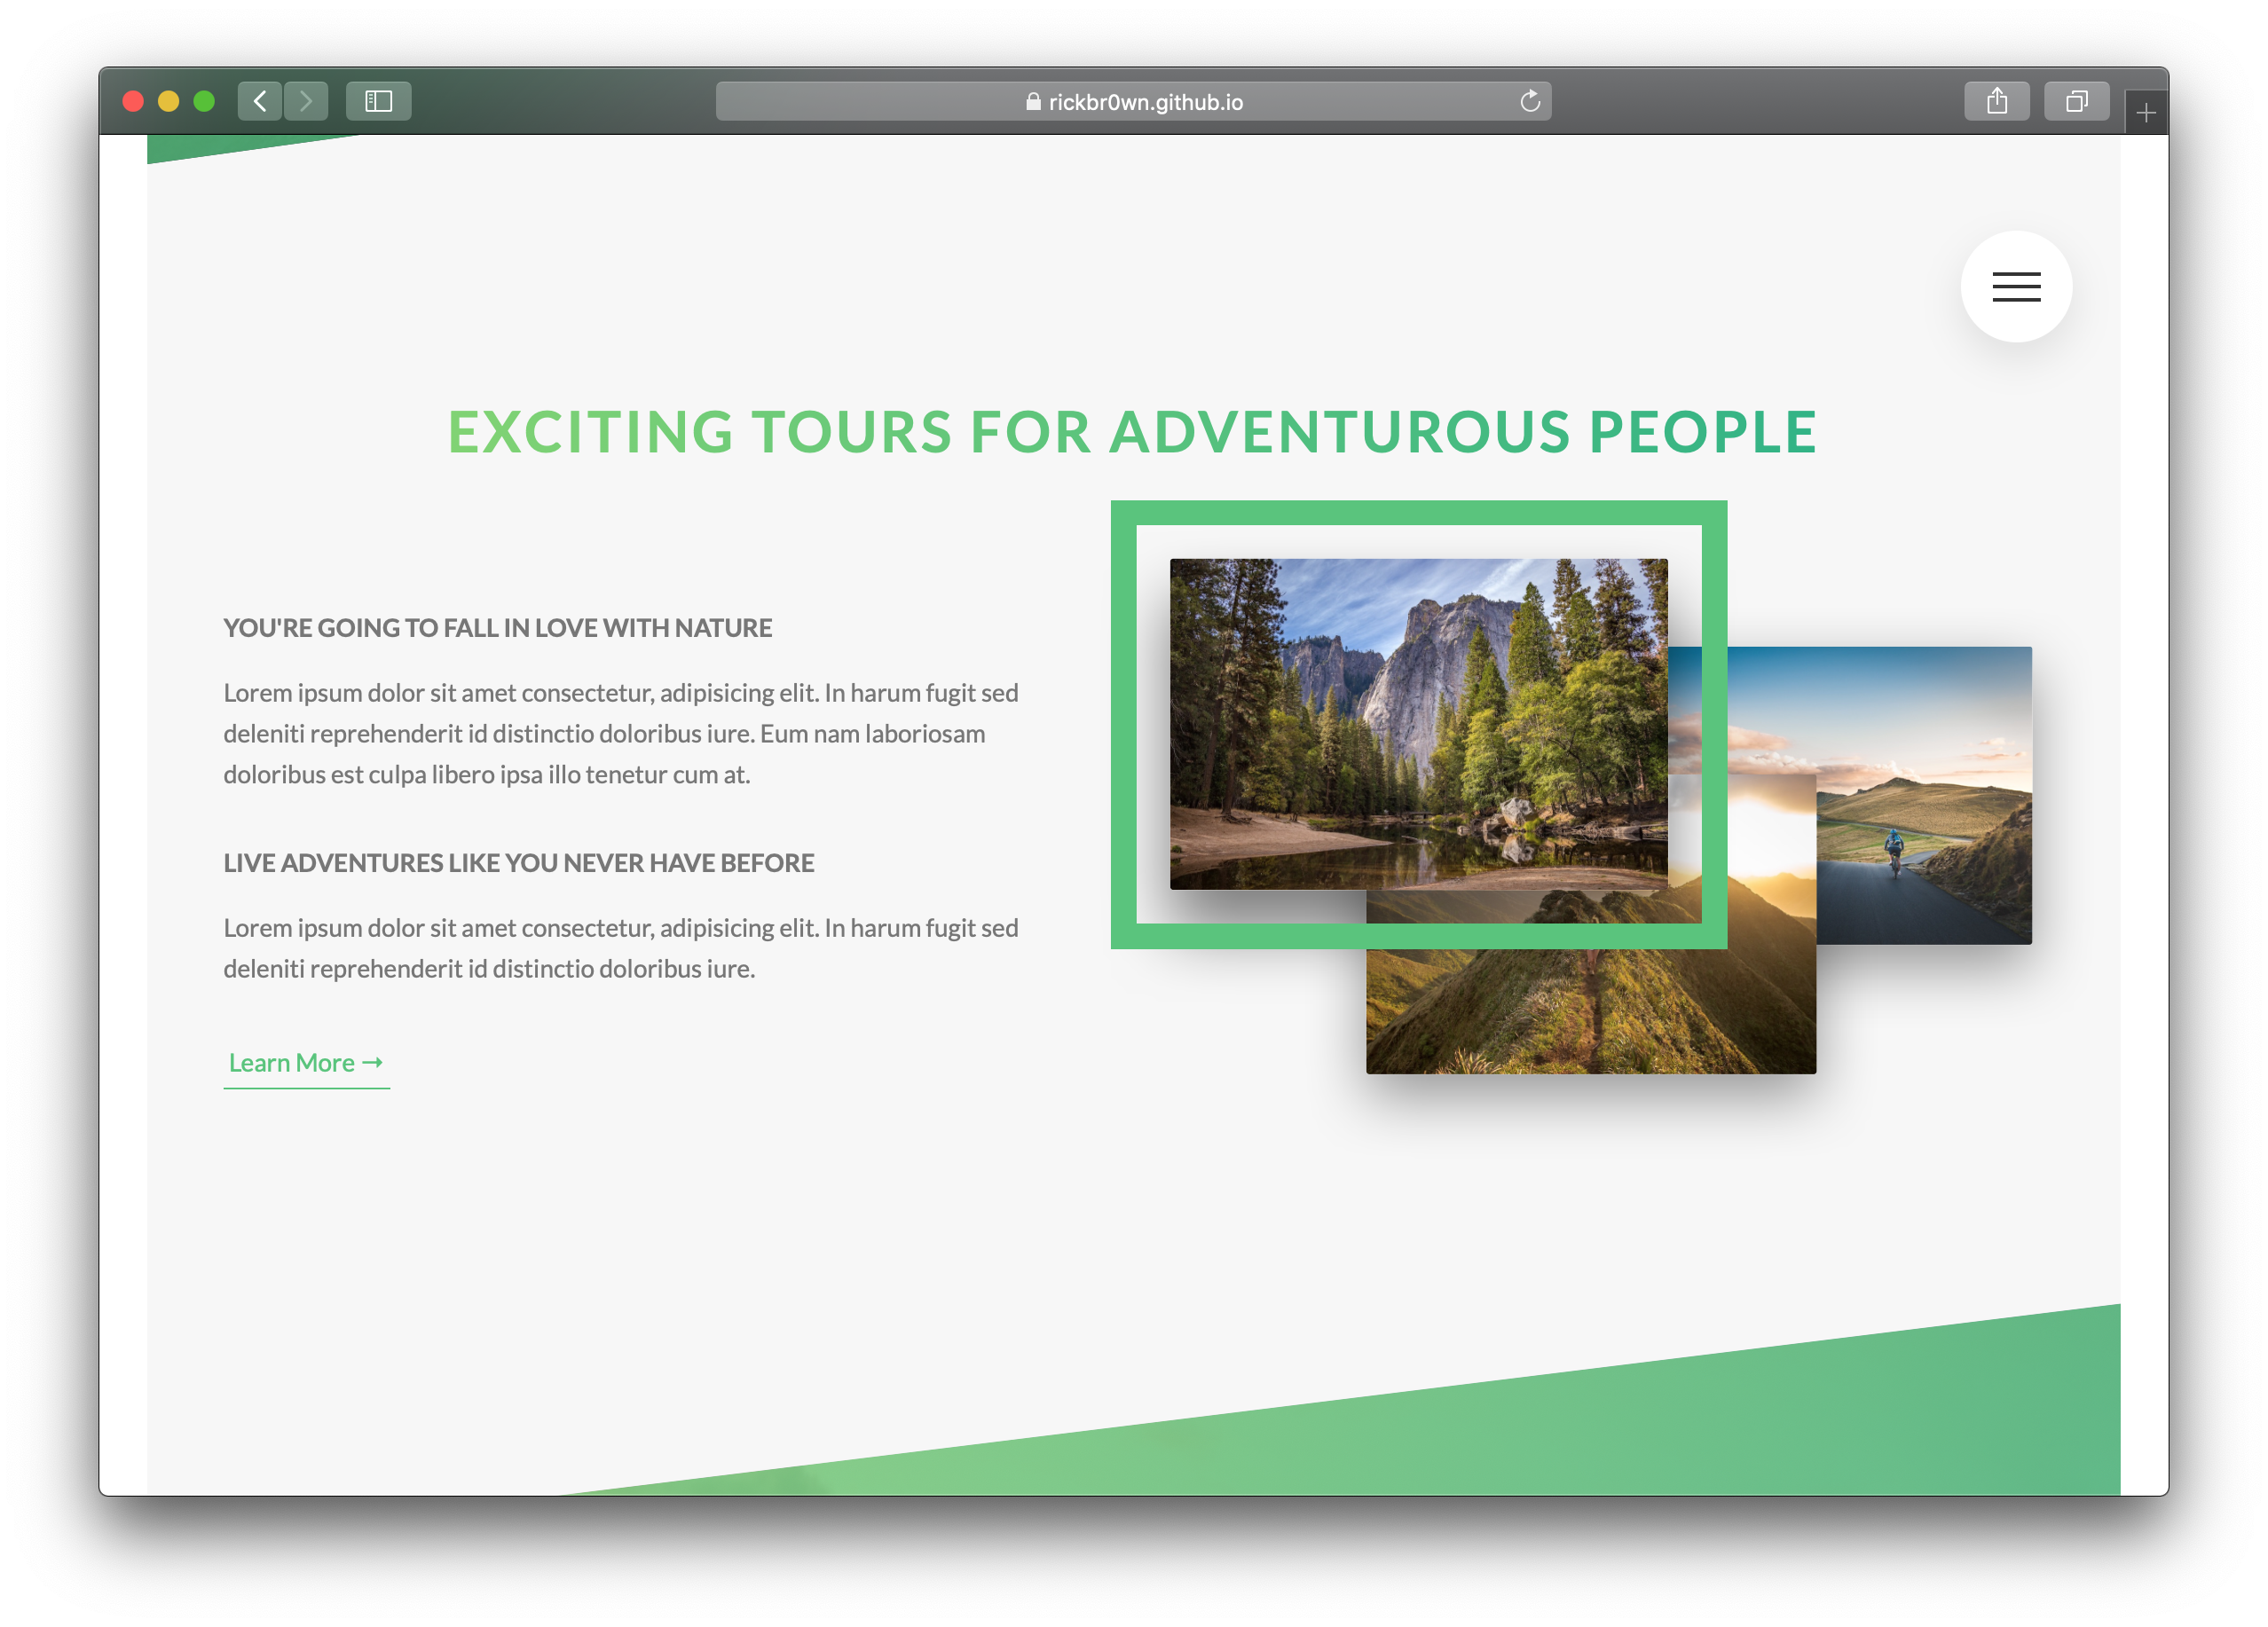 rickbr0wn.github.io
EXCITING TOURS FOR ADVENTUROUS PEOPLE
YOU'RE GOING TO FALL IN LOVE WITH NATURE
Lorem ipsum dolor sit amet consectetur, adipisicing elit. In harum fugit sed
deleniti reprehenderit id distinctio doloribus iure. Eum nam laboriosam
doloribus est culpa libero ipsa illo tenetur cum at.
LIVE ADVENTURES LIKE YOU NEVER HAVE BEFORE
Lorem ipsum dolor sit amet consectetur, adipisicing elit. In harum fugit sed
deleniti reprehenderit id distinctio doloribus iure.
Learn More →